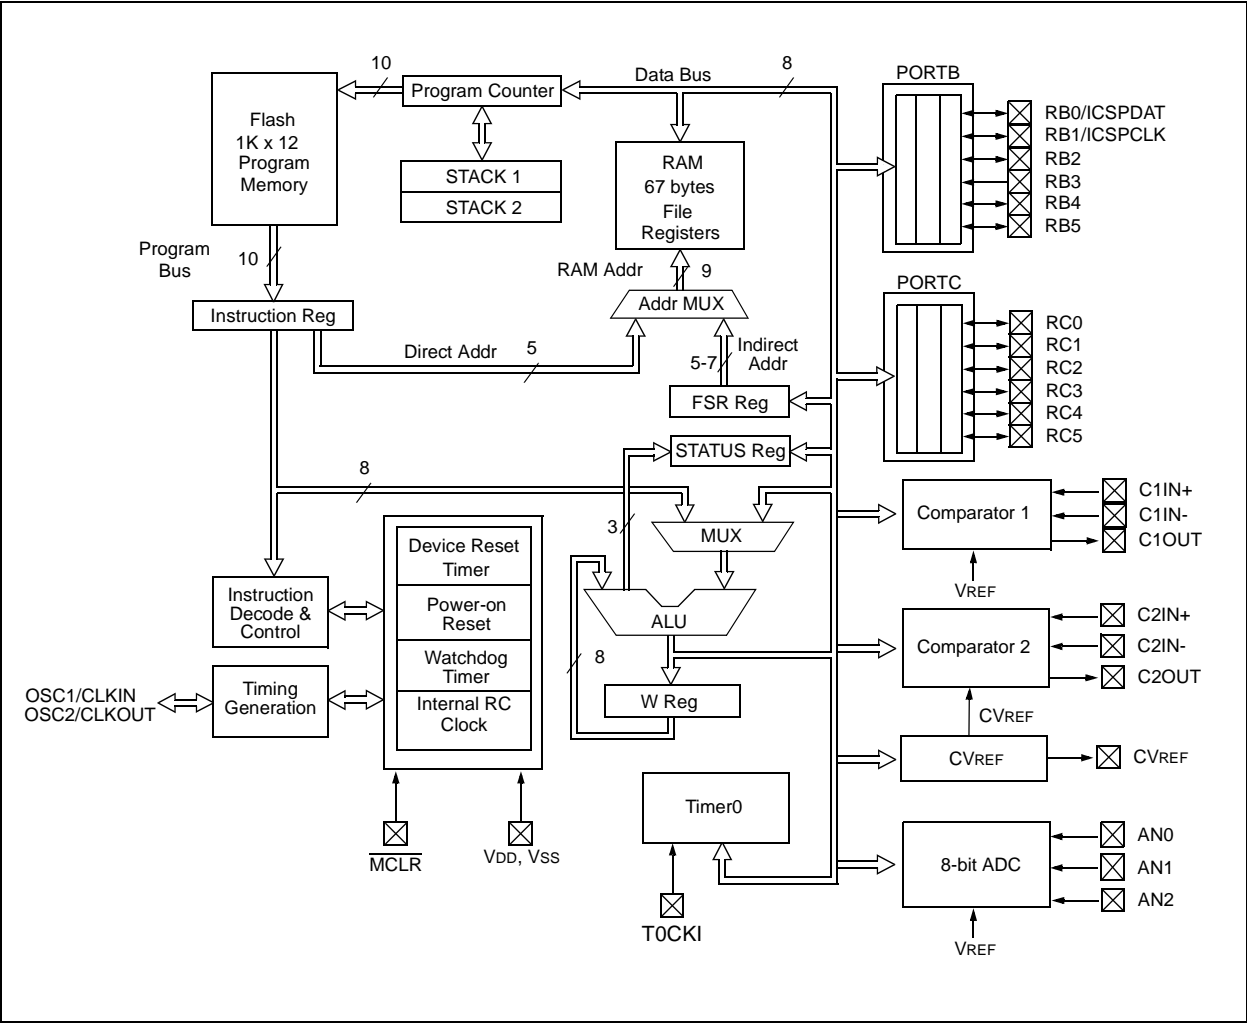 10
Data Bus
8
Flash
1K x 12
Program
Memory
Program Counter
STACK 1
STACK 2
RAM
67 bytes
File
Registers
PORTB
RB0/ICSPDAT
RB1/ICSPCLK
RB2
RB3
RB4
RB5
Program
Bus
10
RAM Addr
9
Addr MUX
Instruction Reg
Direct Addr
5
5-7
Indirect
Addr
FSR Reg
PORTC
RC0
RC1
RC2
RC3
RC4
RC5
STATUS Reg
8
3
MUX
ALU
8
W Reg
Device Reset
Timer
Power-on
Reset
Watchdog
Timer
Internal RC
Clock
Instruction
Decode &
Control
Timing
Generation
OSC1/CLKIN
OSC2/CLKOUT
MCLR
VDD, VSS
Timer0
T0CKI
Comparator 1
C1IN+
C1IN-
C1OUT
VREF
Comparator 2
C2IN+
C2IN-
C2OUT
CVREF
CVREF
CVREF
8-bit ADC
AN0
AN1
AN2
VREF